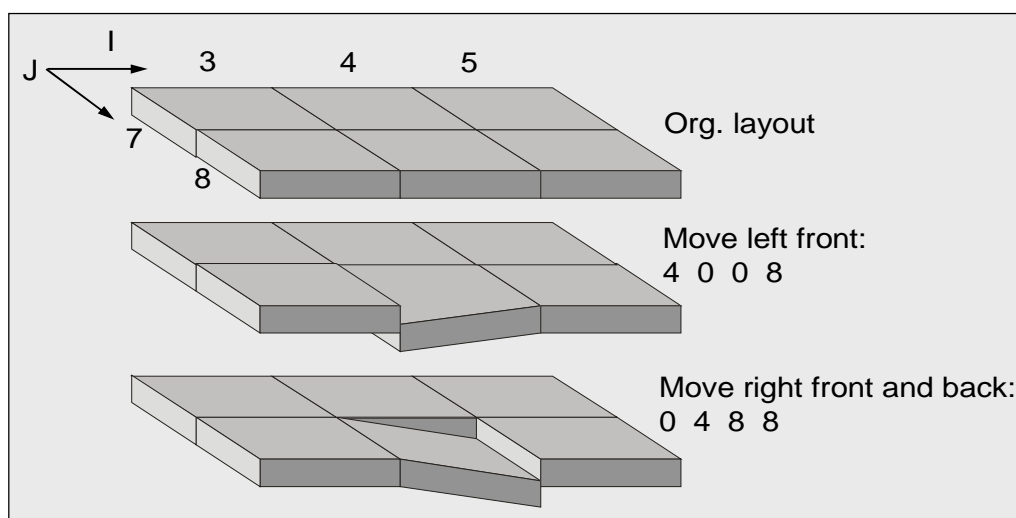 I
J
3 4 5
7
8
Org. layout
Move left front:
4 0 0 8
Move right front and back:
0 4 8 8